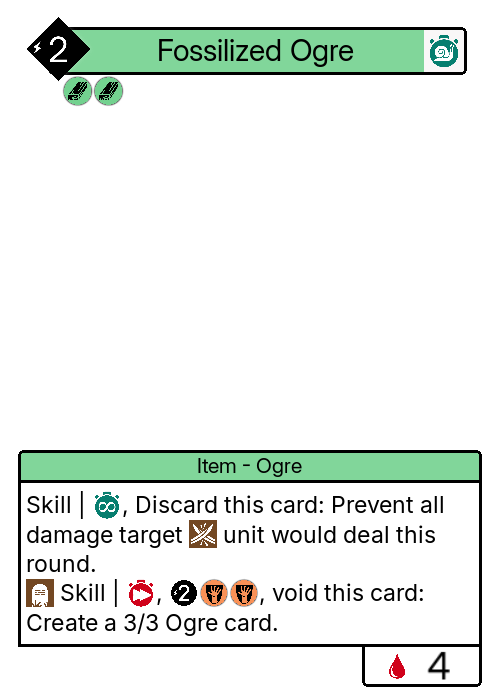 2 Fossilized Ogre
Item - Ogre
Skill | , Discard this card: Prevent all
damage target unit would deal this
round.
Skill | , 2 , void this card:
Create a 3/3 Ogre card.
4